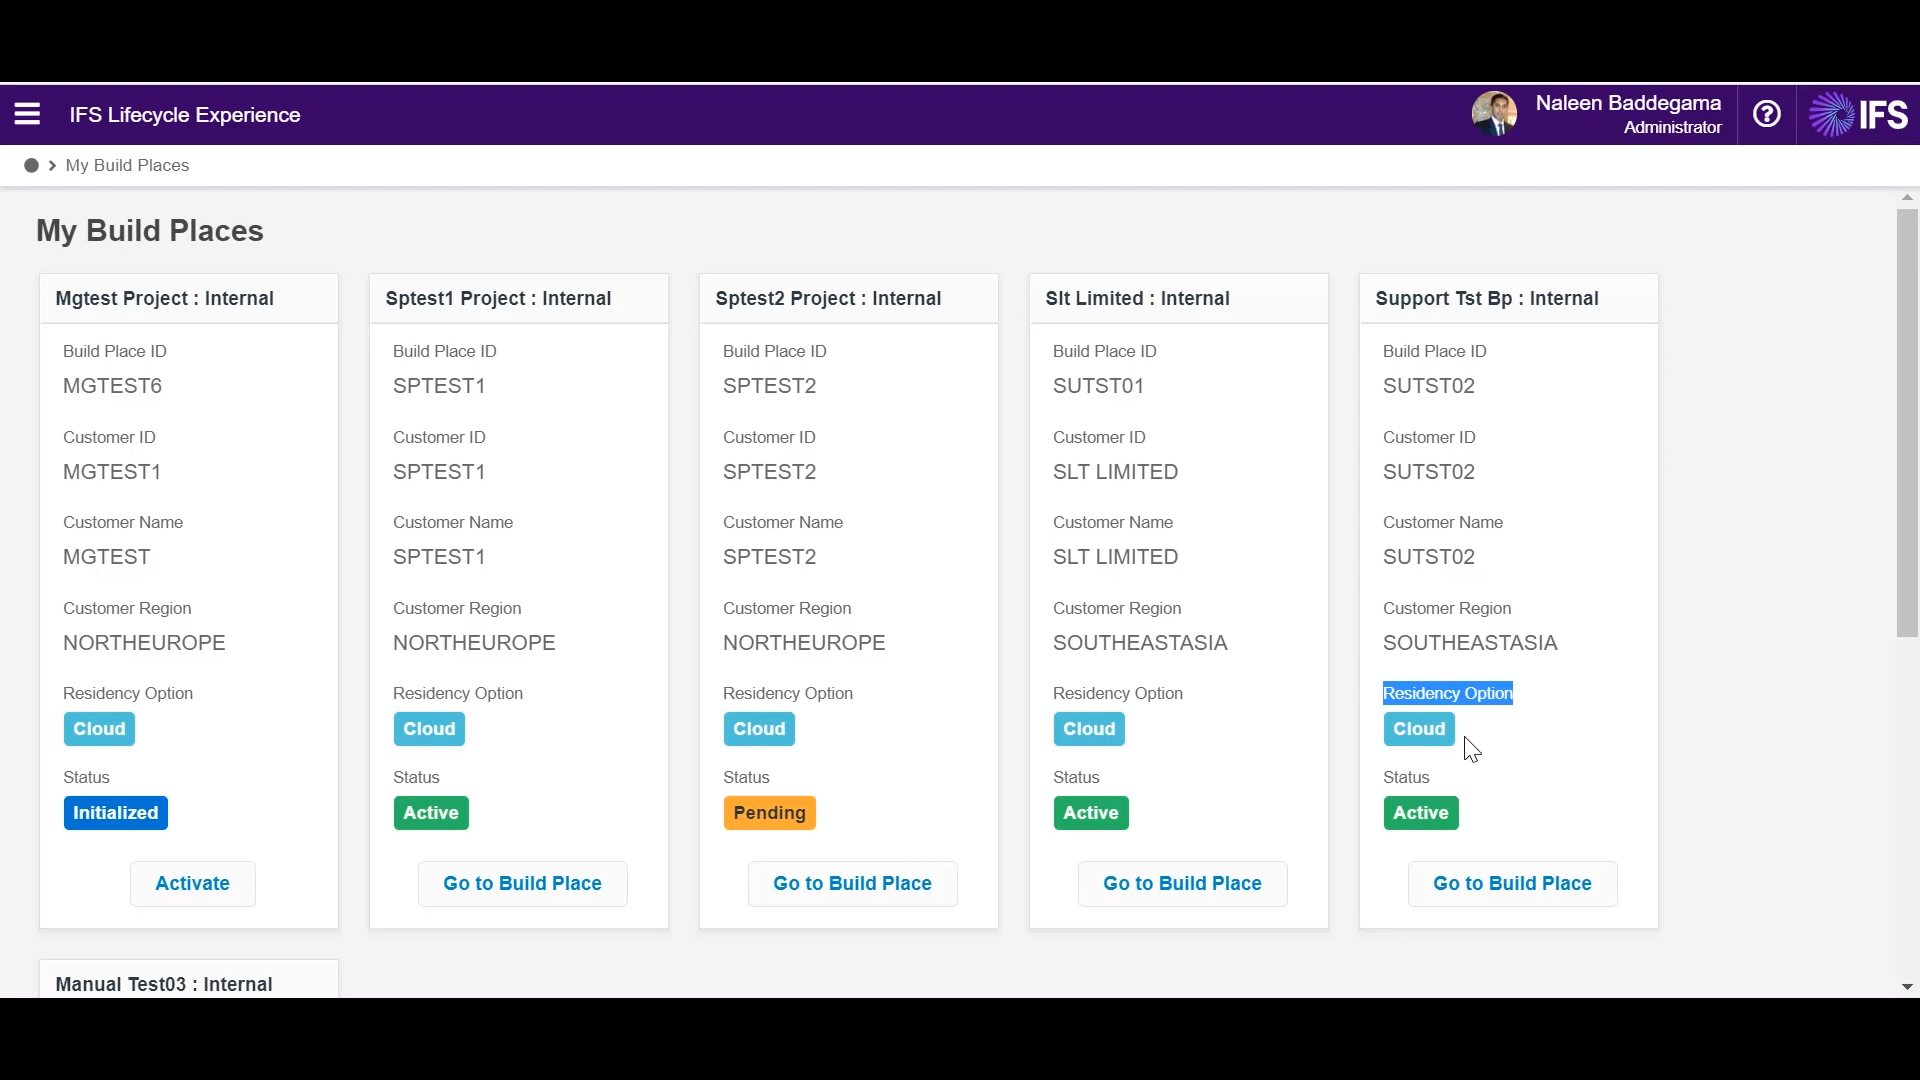 IFS Lifecycle Experience
Naleen Baddegama
Administrator
IFS
My Build Places
My Build Places
Mgtest Project : Internal
Build Place ID
MGTEST6
Customer ID
MGTEST1
Customer Name
MGTEST
Customer Region
NORTHEUROPE
Residency Option
Cloud
Status
Initialized
Activate
Sptest1 Project : Internal
Build Place ID
SPTEST1
Customer ID
SPTEST1
Customer Name
SPTEST1
Customer Region
NORTHEUROPE
Residency Option
Cloud
Status
Active
Go to Build Place
Sptest2 Project : Internal
Build Place ID
SPTEST2
Customer ID
SPTEST2
Customer Name
SPTEST2
Customer Region
NORTHEUROPE
Residency Option
Cloud
Status
Pending
Go to Build Place
Slt Limited : Internal
Build Place ID
SUTST01
Customer ID
SLT LIMITED
Customer Name
SLT LIMITED
Customer Region
SOUTHEASTASIA
Residency Option
Cloud
Status
Active
Go to Build Place
Support Tst Bp : Internal
Build Place ID
SUTST02
Customer ID
SUTST02
Customer Name
SUTST02
Customer Region
SOUTHEASTASIA
Residency Option
Cloud
Status
Active
Go to Build Place
Manual Test03 : Internal